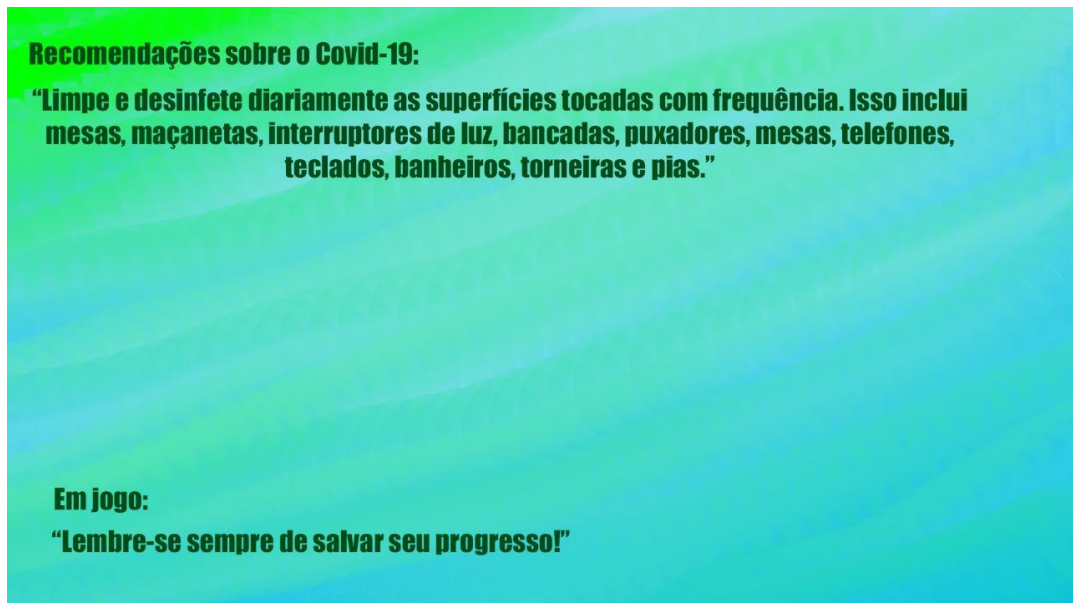 Recomendações sobre o Covid-19:
“Limpe e desinfete diariamente as superfícies tocadas com frequência. Isso inclui
mesas, maçanetas, interruptores de luz, bancadas, puxadores, mesas, telefones,
teclados, banheiros, torneiras e pias.”
Em jogo:
“Lembre-se sempre de salvar seu progresso!”